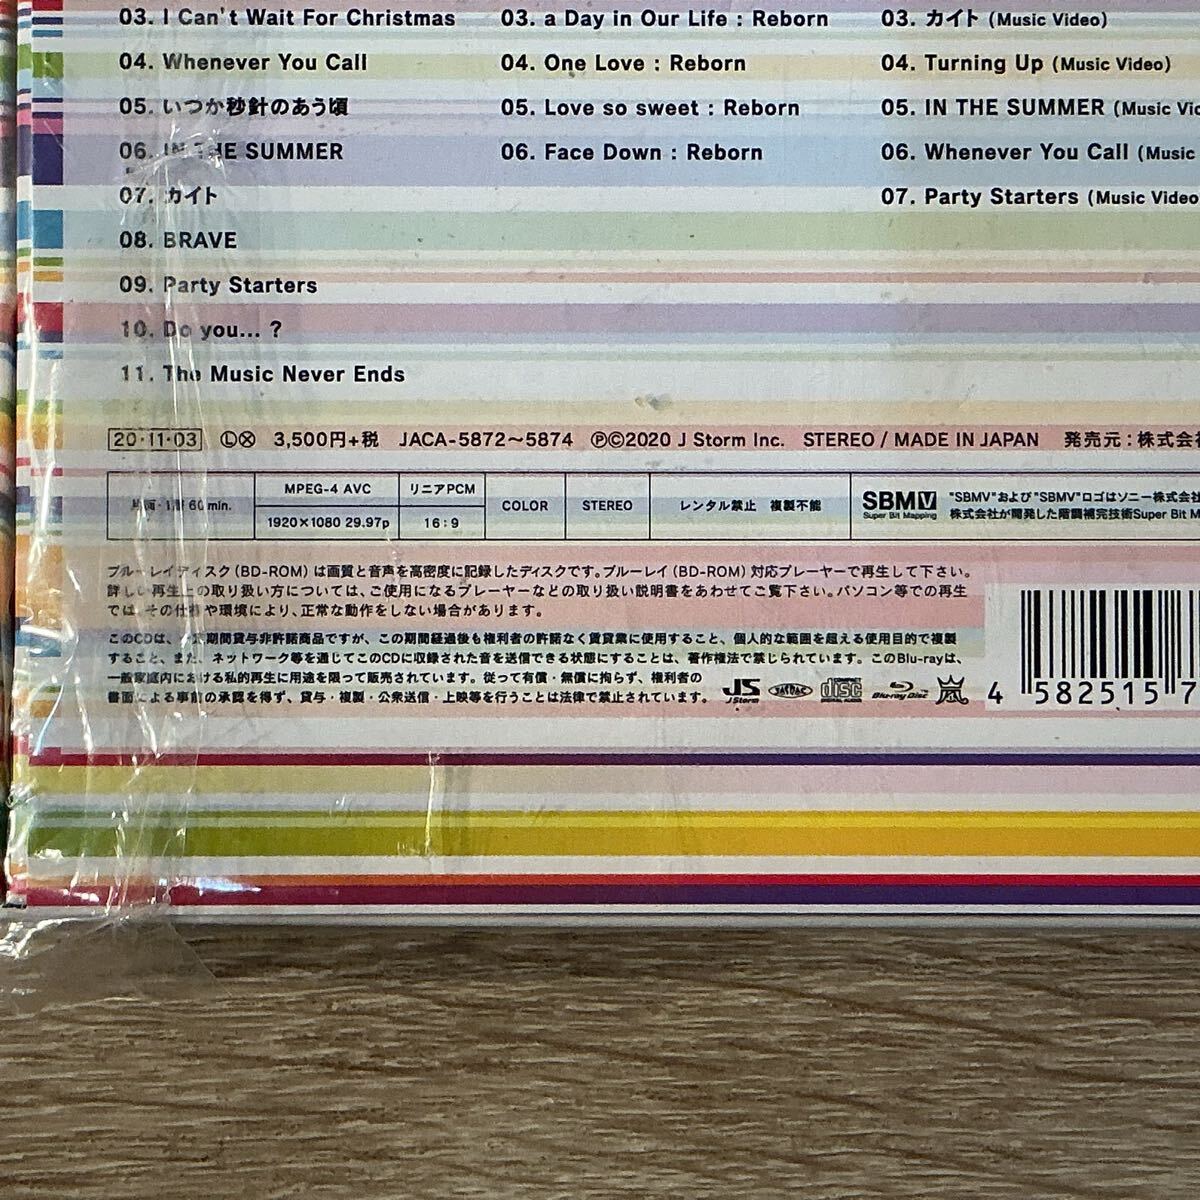 03. I Can't Wait For Christmas
04. Whenever You Call
05. いつか秒針のあう頃
06. IN THE SUMMER
07. カイト
08. BRAVE
09. Party Starters
10. Do you... ?
11. The Music Never Ends
03. a Day in Our Life : Reborn
04. One Love : Reborn
05. Love so sweet : Reborn
06. Face Down : Reborn
03. カイト (Music Video)
04. Turning Up (Music Video)
05. IN THE SUMMER (Music Vid
06. Whenever You Call (Music
07. Party Starters (Music Video
20・11・03 ⓁⓍ 3,500円+税 JACA-5872〜5874 ℗©2020 J Storm Inc. STEREO / MADE IN JAPAN 発売元：株式会社
片面・1層 60 min.
MPEG-4 AVC
1920×1080 29.97p
リニアPCM
16：9
COLOR
STEREO
レンタル禁止 複製不能
SBMV
Super Bit Mapping
"SBMV"および"SBMV"ロゴはソニー株式会社
株式会社が開発した階調補完技術Super Bit M
ブルーレイディスク（BD-ROM）は画質と音声を高密度に記録したディスクです。ブルーレイ（BD-ROM）対応プレーヤーで再生して下さい。
詳しい再生上の取り扱い方については、ご使用になるプレーヤーなどの取り扱い説明書をあわせてご覧下さい。パソコン等での再生
では、その仕様や環境により、正常な動作をしない場合があります。
このCDは、一定期間貸与非許諾商品ですが、この期間経過後も権利者の許諾なく賃貸業に使用すること、個人的な範囲を超える使用目的で複製
すること、また、ネットワーク等を通じてこのCDに収録された音を送信できる状態にすることは、著作権法で禁じられています。このBlu-rayは、
一般家庭内における私的再生に用途を限って販売されています。従って有償・無償に拘らず、権利者の
書面による事前の承認を得ず、貸与・複製・公衆送信・上映等を行うことは法律で禁止されています。
JS
J Storm
JASRAC
COMPACT
disc
DIGITAL AUDIO
Blu-ray Disc
嵐
4 582515 7